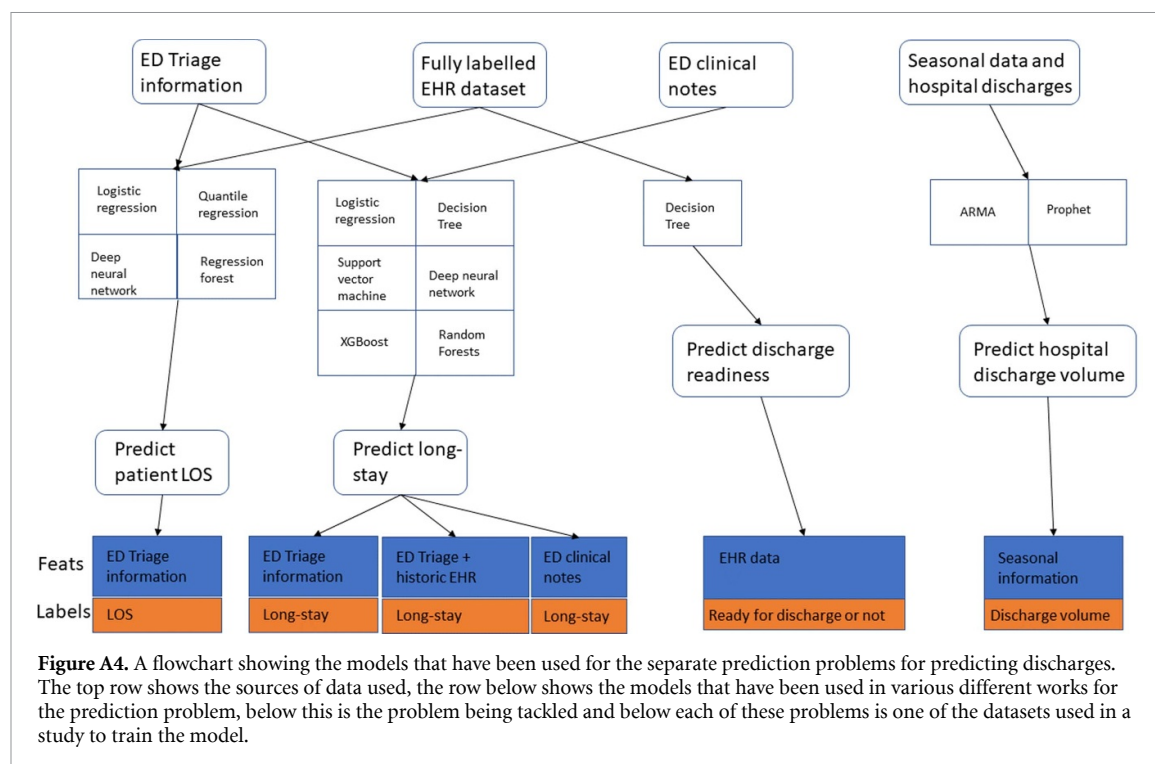 ED Triage
information
Fully labelled
EHR dataset
ED clinical
notes
Seasonal data and
hospital discharges
Logistic
regression
Quantile
regression
Deep
neural
network
Regression
forest
Logistic
regression
Decision
Tree
Support
vector
machine
Deep neural
network
XGBoost
Random
Forests
Decision
Tree
ARMA
Prophet
Predict discharge
readiness
Predict hospital
discharge volume
Predict
patient LOS
Predict long-
stay
Feats
ED Triage
information
ED Triage
information
ED Triage +
historic EHR
ED clinical
notes
EHR data
Seasonal
information
Labels
LOS
Long-stay
Long-stay
Long-stay
Ready for discharge or not
Discharge volume
Figure A4. A flowchart showing the models that have been used for the separate prediction problems for predicting discharges.
The top row shows the sources of data used, the row below shows the models that have been used in various different works for
the prediction problem, below this is the problem being tackled and below each of these problems is one of the datasets used in a
study to train the model.